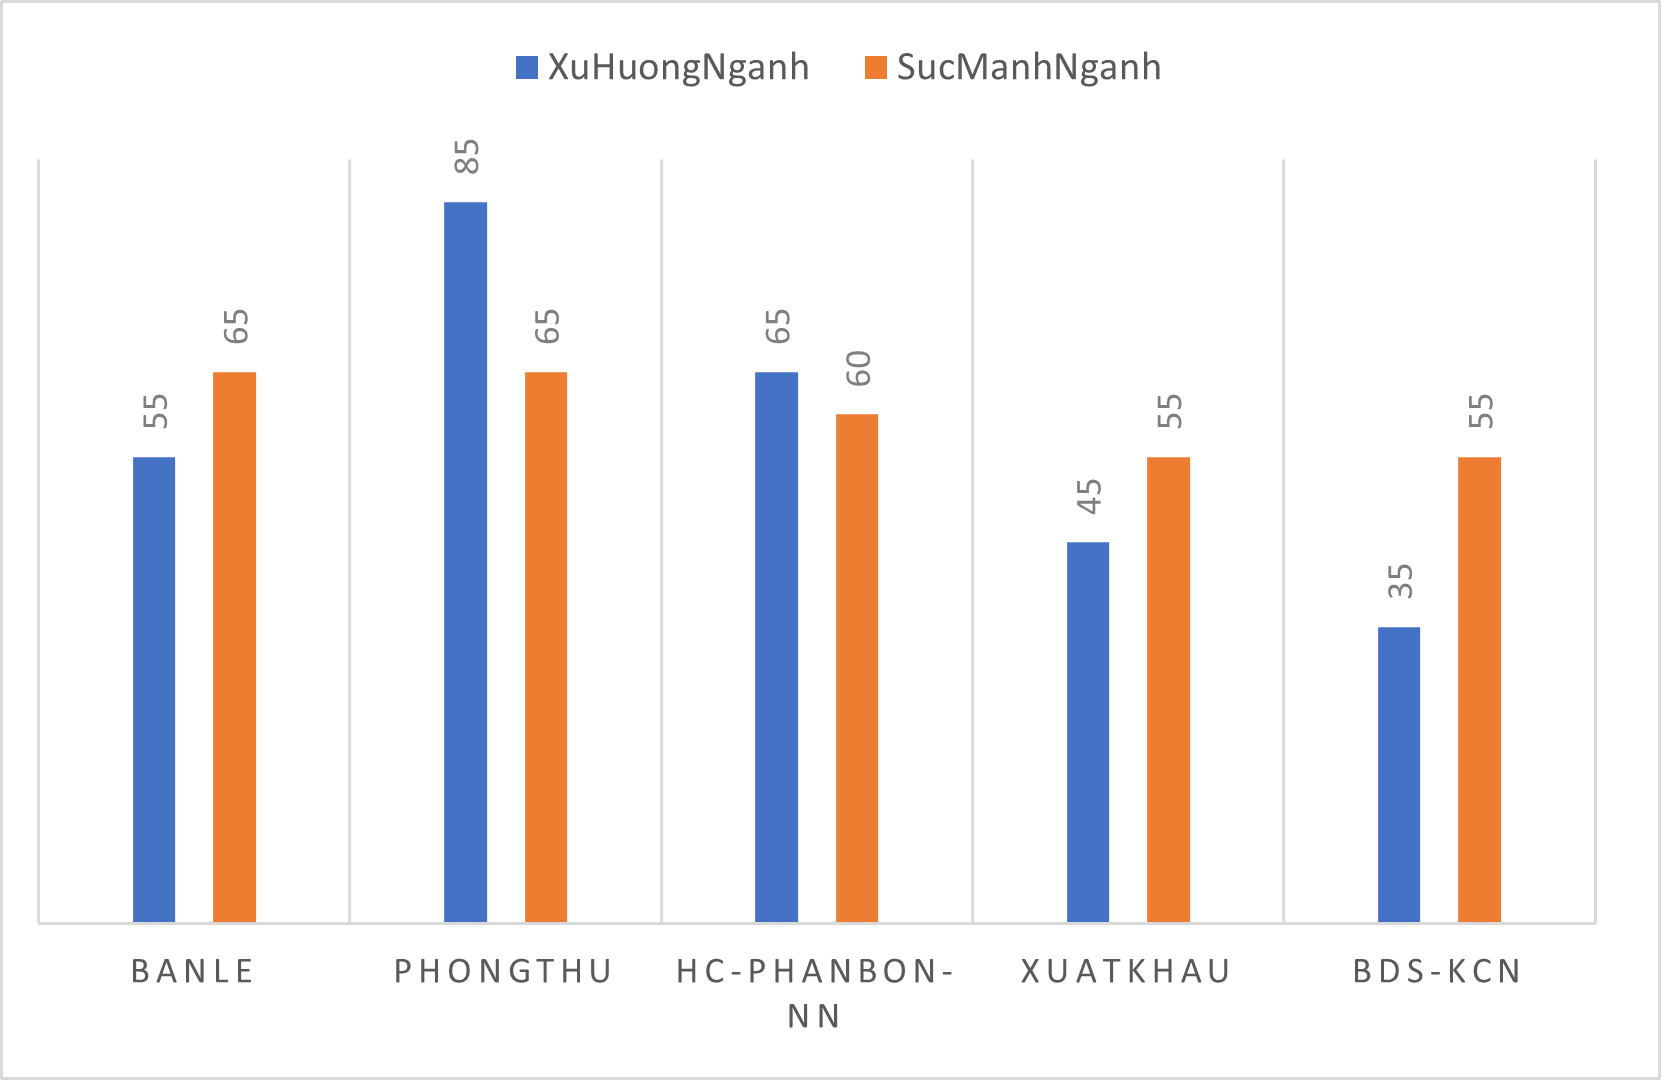 XuHuongNganh SucManhNganh
55 65 85 65 65 60 45 55 35 55
BANLE PHONGTHU HC-PHANBON- XUATKHAU BDS-KCN
NN